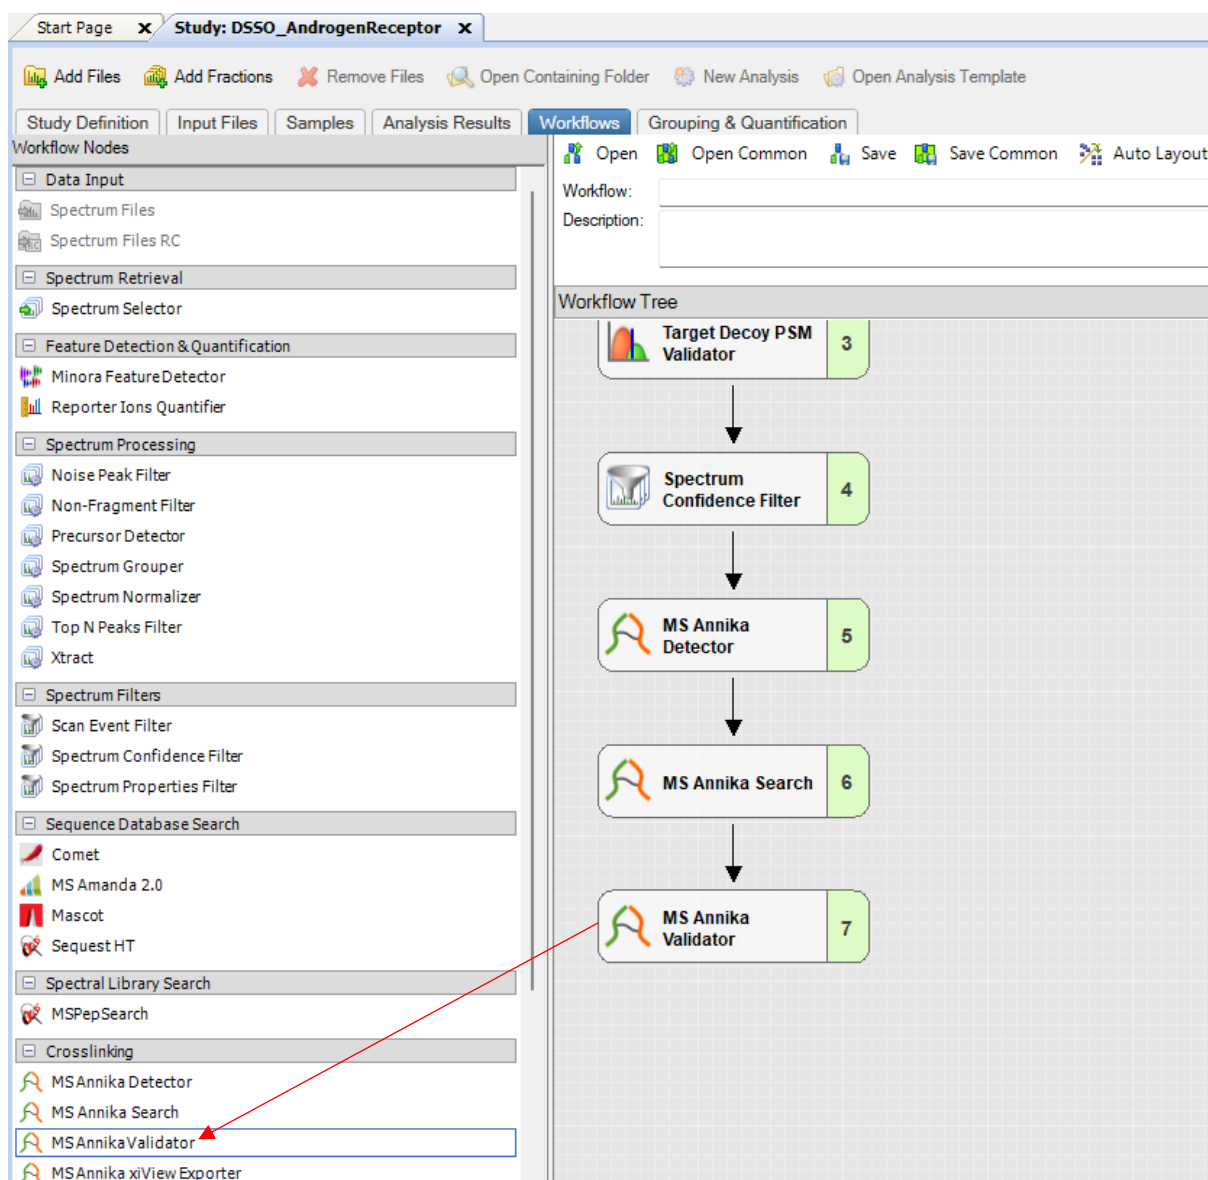 Start Page
Study: DSSO_AndrogenReceptor
Add Files
Add Fractions
Remove Files
Open Containing Folder
New Analysis
Open Analysis Template
Study Definition
Input Files
Samples
Analysis Results
Workflows
Grouping & Quantification
Workflow Nodes
Data Input
Spectrum Files
Spectrum Files RC
Spectrum Retrieval
Spectrum Selector
Feature Detection & Quantification
Minora Feature Detector
Reporter Ions Quantifier
Spectrum Processing
Noise Peak Filter
Non-Fragment Filter
Precursor Detector
Spectrum Grouper
Spectrum Normalizer
Top N Peaks Filter
Xtract
Spectrum Filters
Scan Event Filter
Spectrum Confidence Filter
Spectrum Properties Filter
Sequence Database Search
Comet
MS Amanda 2.0
Mascot
Sequest HT
Spectral Library Search
MSPepSearch
Crosslinking
MS Annika Detector
MS Annika Search
MS Annika Validator
MS Annika xiView Exporter
Open
Open Common
Save
Save Common
Auto Layout
Workflow:
Description:
Workflow Tree
Target Decoy PSM
Validator
3
Spectrum
Confidence Filter
4
MS Annika
Detector
5
MS Annika Search
6
MS Annika
Validator
7